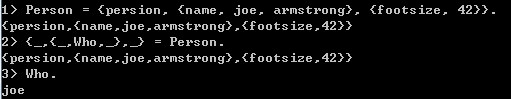 1> Person = {persion, {name, joe, armstrong}, {footsize, 42}}.
{persion,{name,joe,armstrong},{footsize,42}}
2> {_,{_,Who,_},_} = Person.
{persion,{name,joe,armstrong},{footsize,42}}
3> Who.
joe